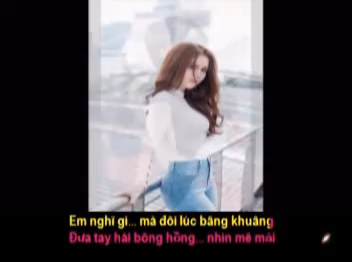 Em nghĩ gì... mà đôi lúc bâng khuâng
Đưa tay hái bông hồng... nhìn mê mải